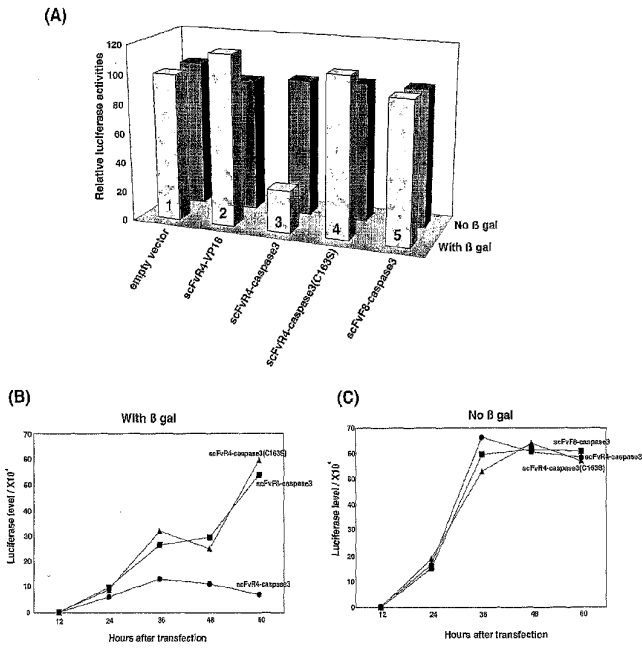 (A)
Relative luciferase activities
120
100
80
60
40
20
0
1
2
3
4
5
No ß gal
With ß gal
empty vector
scFvR4-VP16
scFvR4-caspase3
scFvR4-caspase3(C163S)
scFvF8-caspase3
(B)
With ß gal
Luciferase level / X10⁴
70
60
50
40
30
20
10
0
scFvR4-caspase3(C163S)
scFvF8-caspase3
scFvR4-caspase3
12
24
36
48
60
Hours after transfection
(C)
No ß gal
Luciferase level / X10⁴
70
60
50
40
30
20
10
0
scFvF8-caspase3
scFvR4-caspase3
scFvR4-caspase3(C163S)
12
24
36
48
60
Hours after transfection